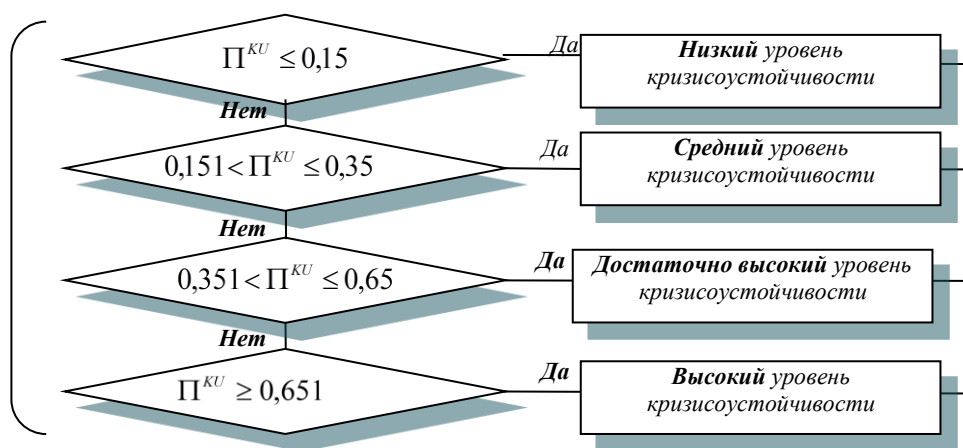 Π^KU ≤ 0,15
Да
Низкий уровень
кризисоустойчивости
Нет
0,151 < Π^KU ≤ 0,35
Да
Средний уровень
кризисоустойчивости
Нет
0,351 < Π^KU ≤ 0,65
Да
Достаточно высокий уровень
кризисоустойчивости
Нет
Π^KU ≥ 0,651
Да
Высокий уровень
кризисоустойчивости